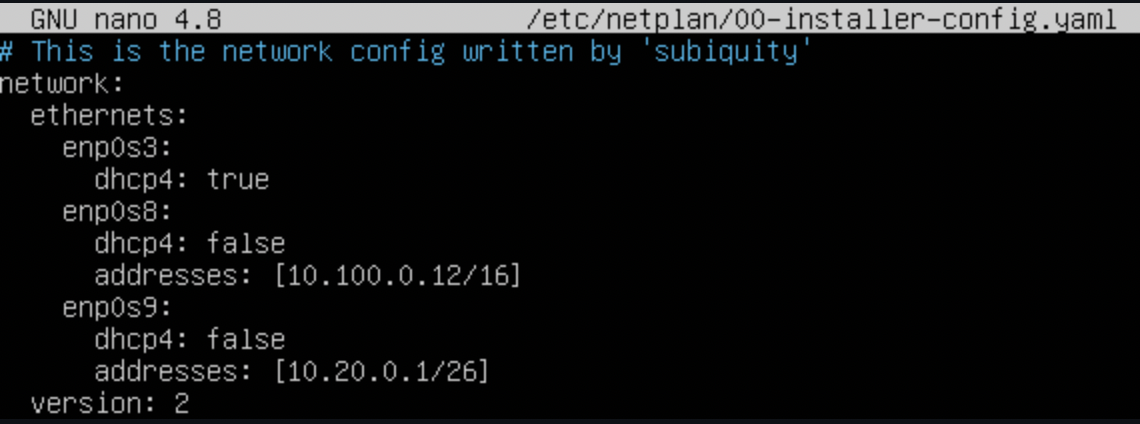 GNU nano 4.8 /etc/netplan/00-installer-config.yaml
# This is the network config written by 'subiquity'
network:
  ethernets:
    enp0s3:
      dhcp4: true
    enp0s8:
      dhcp4: false
      addresses: [10.100.0.12/16]
    enp0s9:
      dhcp4: false
      addresses: [10.20.0.1/26]
  version: 2